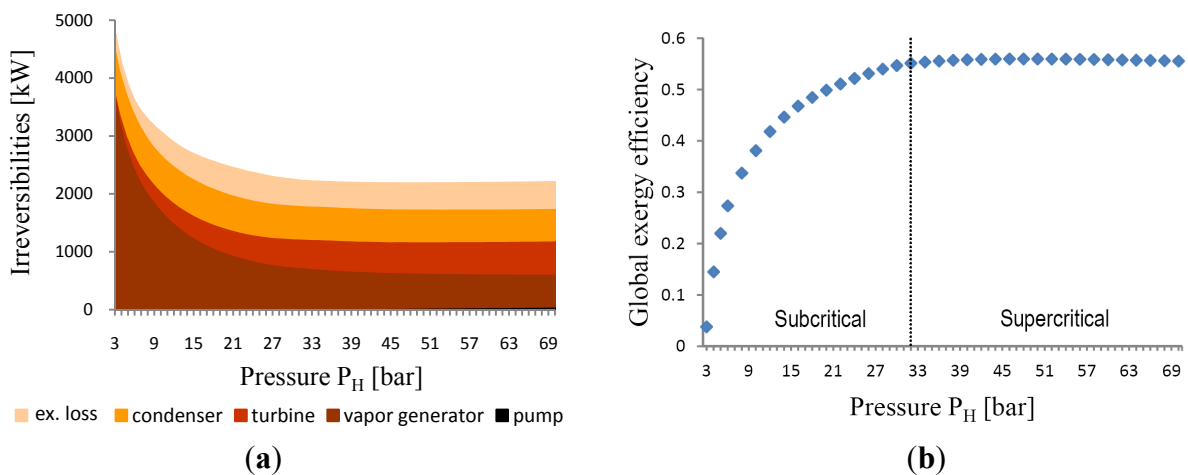 Irreversibilities [kW]
5000
4000
3000
2000
1000
0
3 9 15 21 27 33 39 45 51 57 63 69
Pressure P_H [bar]
ex. loss condenser turbine vapor generator pump
(a)
Global exergy efficiency
0.6
0.5
0.4
0.3
0.2
0.1
0
Subcritical Supercritical
3 9 15 21 27 33 39 45 51 57 63 69
Pressure P_H [bar]
(b)